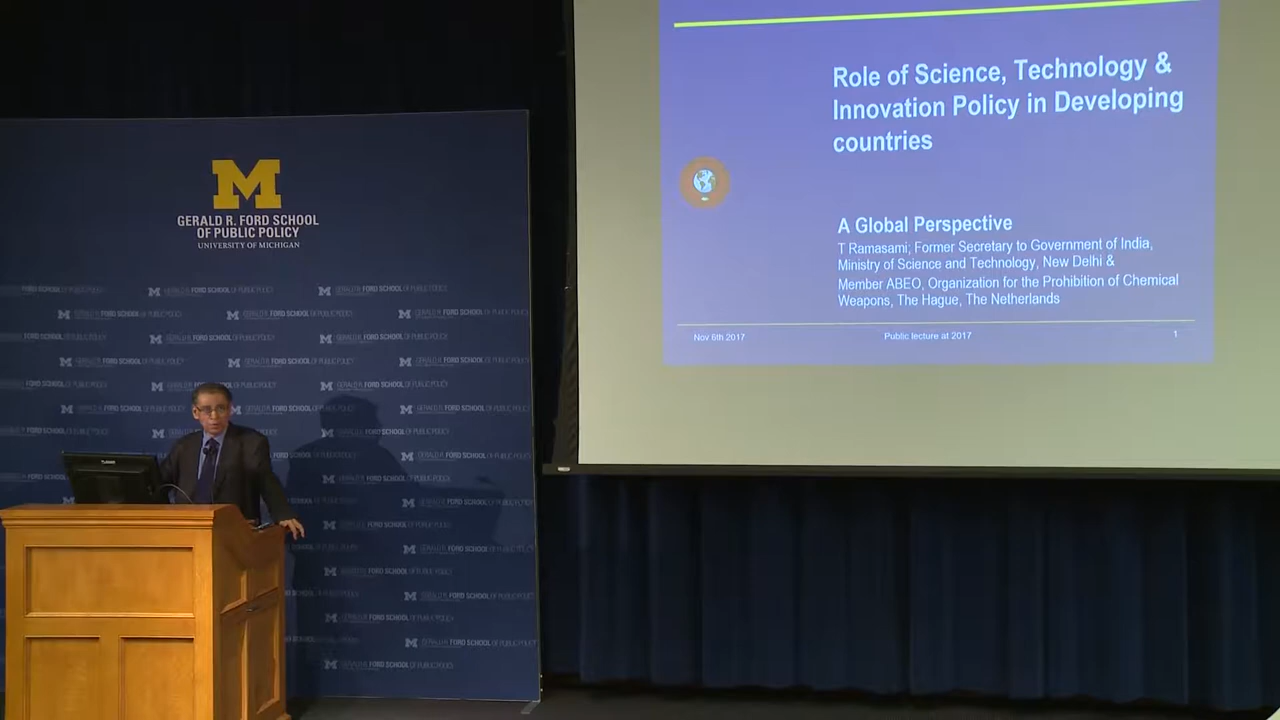 M
GERALD R. FORD SCHOOL
OF PUBLIC POLICY
UNIVERSITY OF MICHIGAN
Role of Science, Technology &
Innovation Policy in Developing
countries
A Global Perspective
T Ramasami; Former Secretary to Government of India,
Ministry of Science and Technology, New Delhi &
Member ABEO, Organization for the Prohibition of Chemical
Weapons, The Hague, The Netherlands
Nov 6th 2017
Public lecture at 2017
1